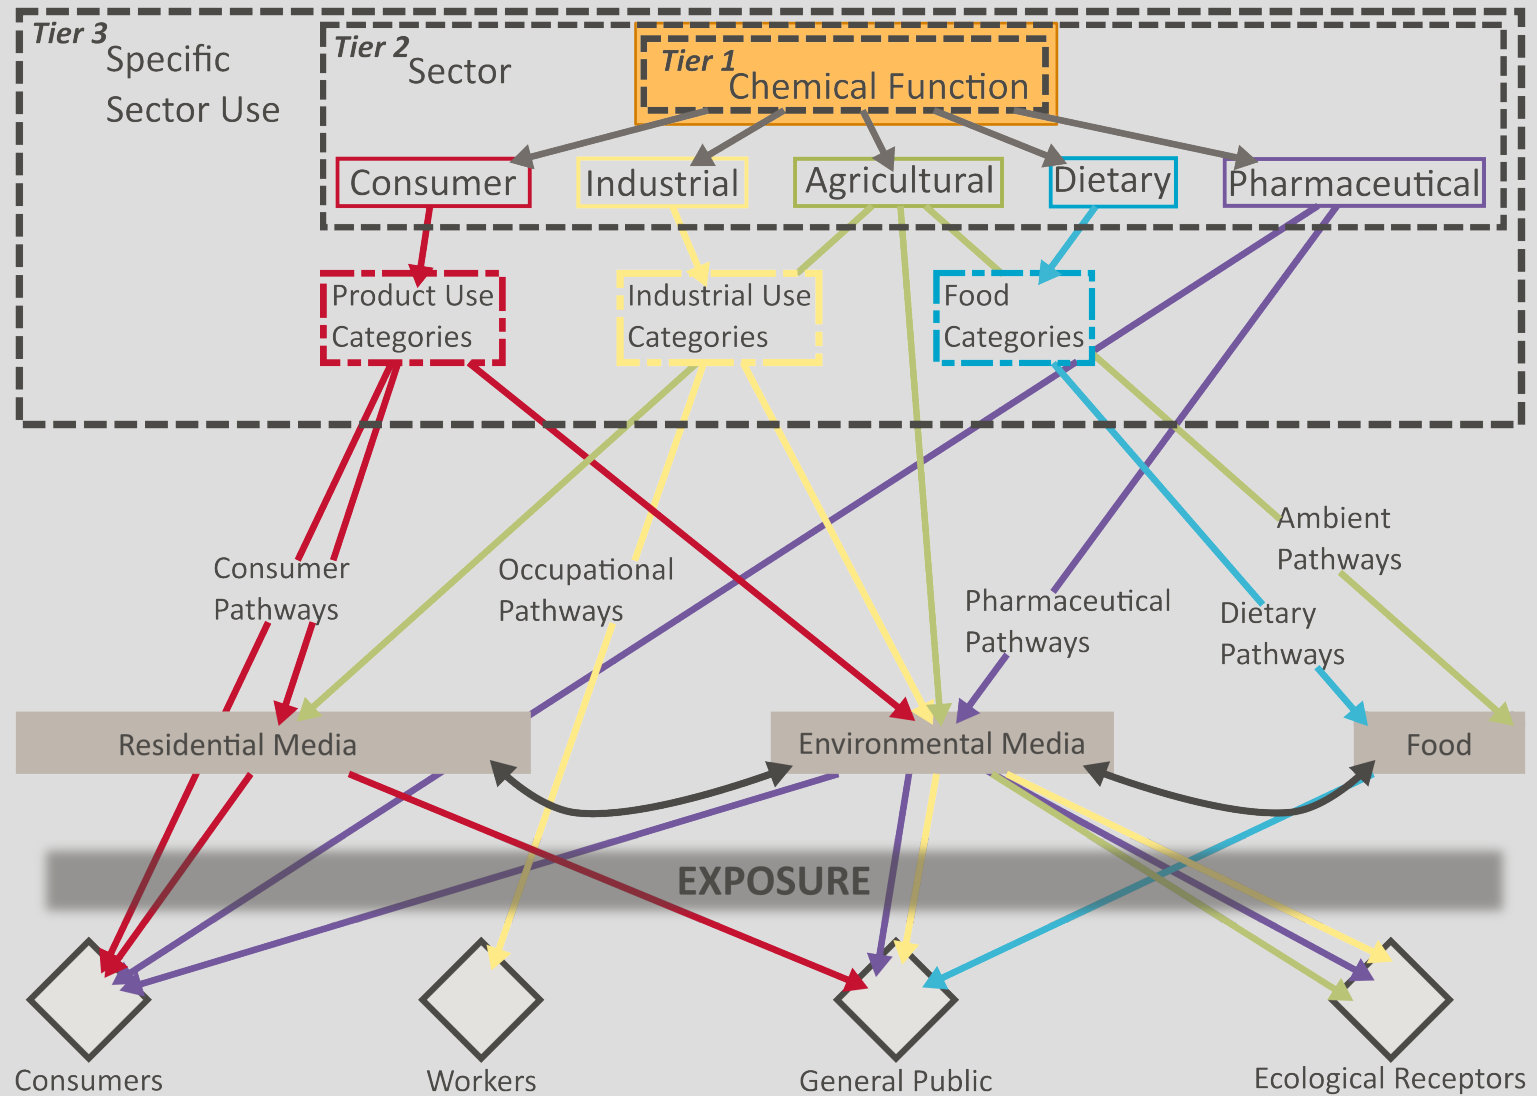 Tier 3
Specific
Sector Use
Tier 2
Sector
Tier 1
Chemical Function
Consumer
Industrial
Agricultural
Dietary
Pharmaceutical
Product Use
Categories
Industrial Use
Categories
Food
Categories
Consumer
Pathways
Occupational
Pathways
Pharmaceutical
Pathways
Dietary
Pathways
Ambient
Pathways
Residential Media
Environmental Media
Food
EXPOSURE
Consumers
Workers
General Public
Ecological Receptors